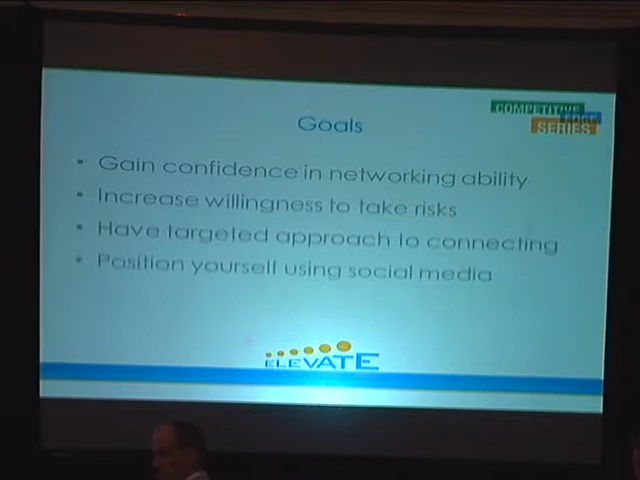 COMPETITIVE
EDGE
SERIES
Goals
• Gain confidence in networking ability
• Increase willingness to take risks
• Have targeted approach to connecting
• Position yourself using social media
ELEVATE